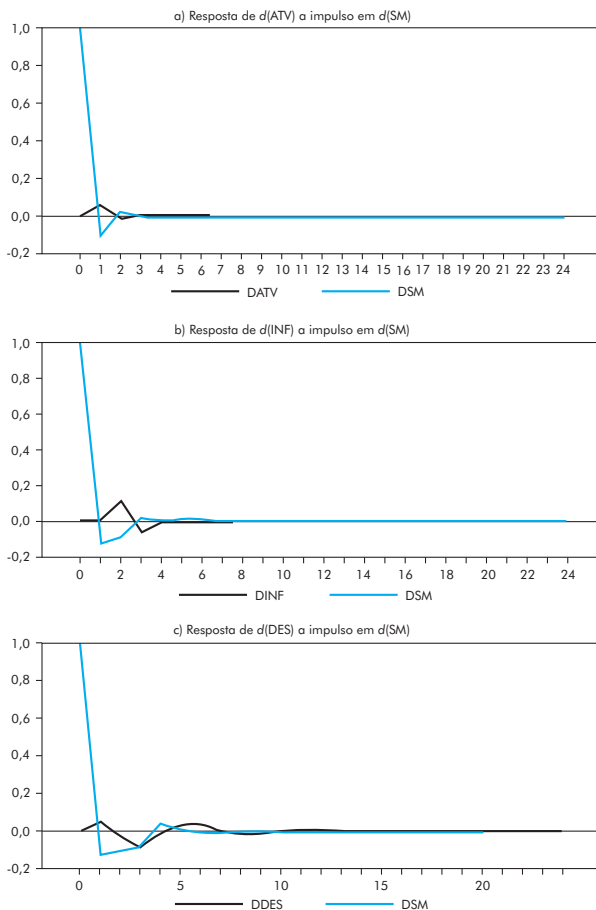 a) Resposta de d(ATV) a impulso em d(SM)
1,0
0,8
0,6
0,4
0,2
0,0
-0,2
0 1 2 3 4 5 6 7 8 9 10 11 12 13 14 15 16 17 18 19 20 21 22 23 24
DATV DSM
b) Resposta de d(INF) a impulso em d(SM)
1,0
0,8
0,6
0,4
0,2
0,0
-0,2
0 2 4 6 8 10 12 14 16 18 20 22 24
DINF DSM
c) Resposta de d(DES) a impulso em d(SM)
1,0
0,8
0,6
0,4
0,2
0,0
-0,2
0 5 10 15 20
DDES DSM